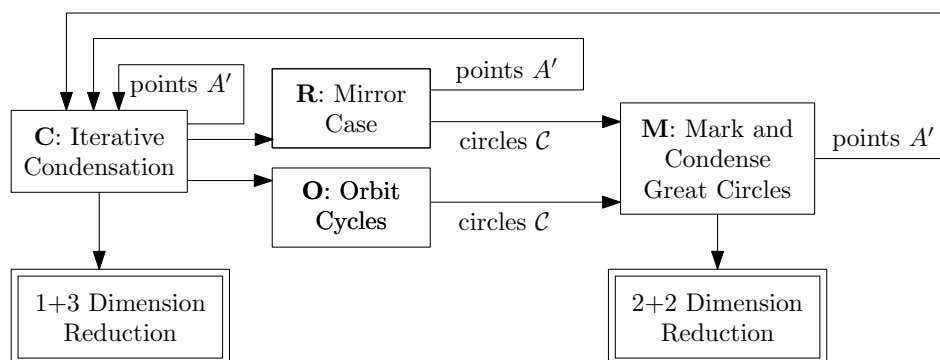 points A′
points A′
R: Mirror
Case
C: Iterative
Condensation
circles C
M: Mark and
Condense
Great Circles
points A′
O: Orbit
Cycles
circles C
1+3 Dimension
Reduction
2+2 Dimension
Reduction